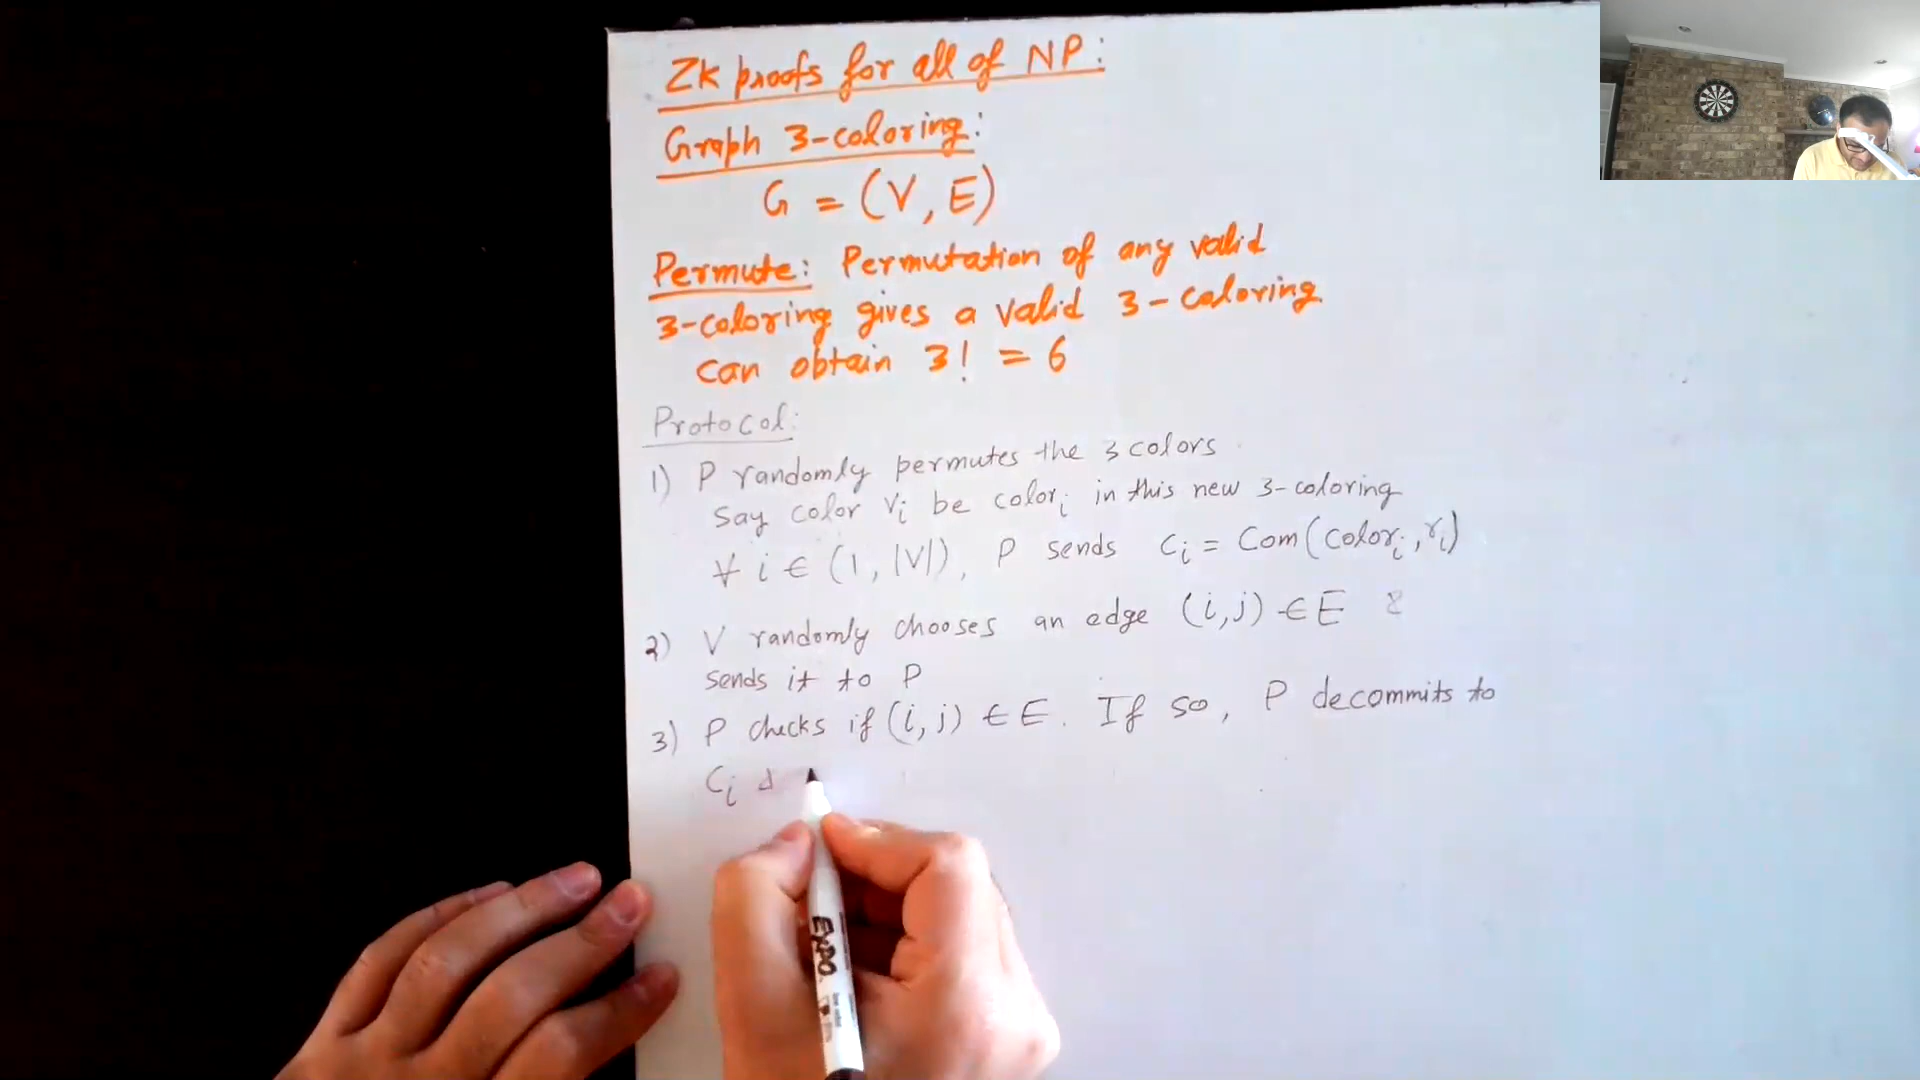 ZK proofs for all of NP:
Graph 3-coloring:
G = (V, E)
Permute: Permutation of any valid
3-coloring gives a valid 3-coloring
can obtain 3! = 6
Protocol:
1) P randomly permutes the 3 colors
say color vᵢ be colorᵢ in this new 3-coloring
∀ i ∈ (1, |V|), P sends Cᵢ = Com(colorᵢ, rᵢ)
2) V randomly chooses an edge (i,j) ∈ E &
sends it to P
3) P checks if (i, j) ∈ E. If so, P decommits to
Cᵢ &
EXPO